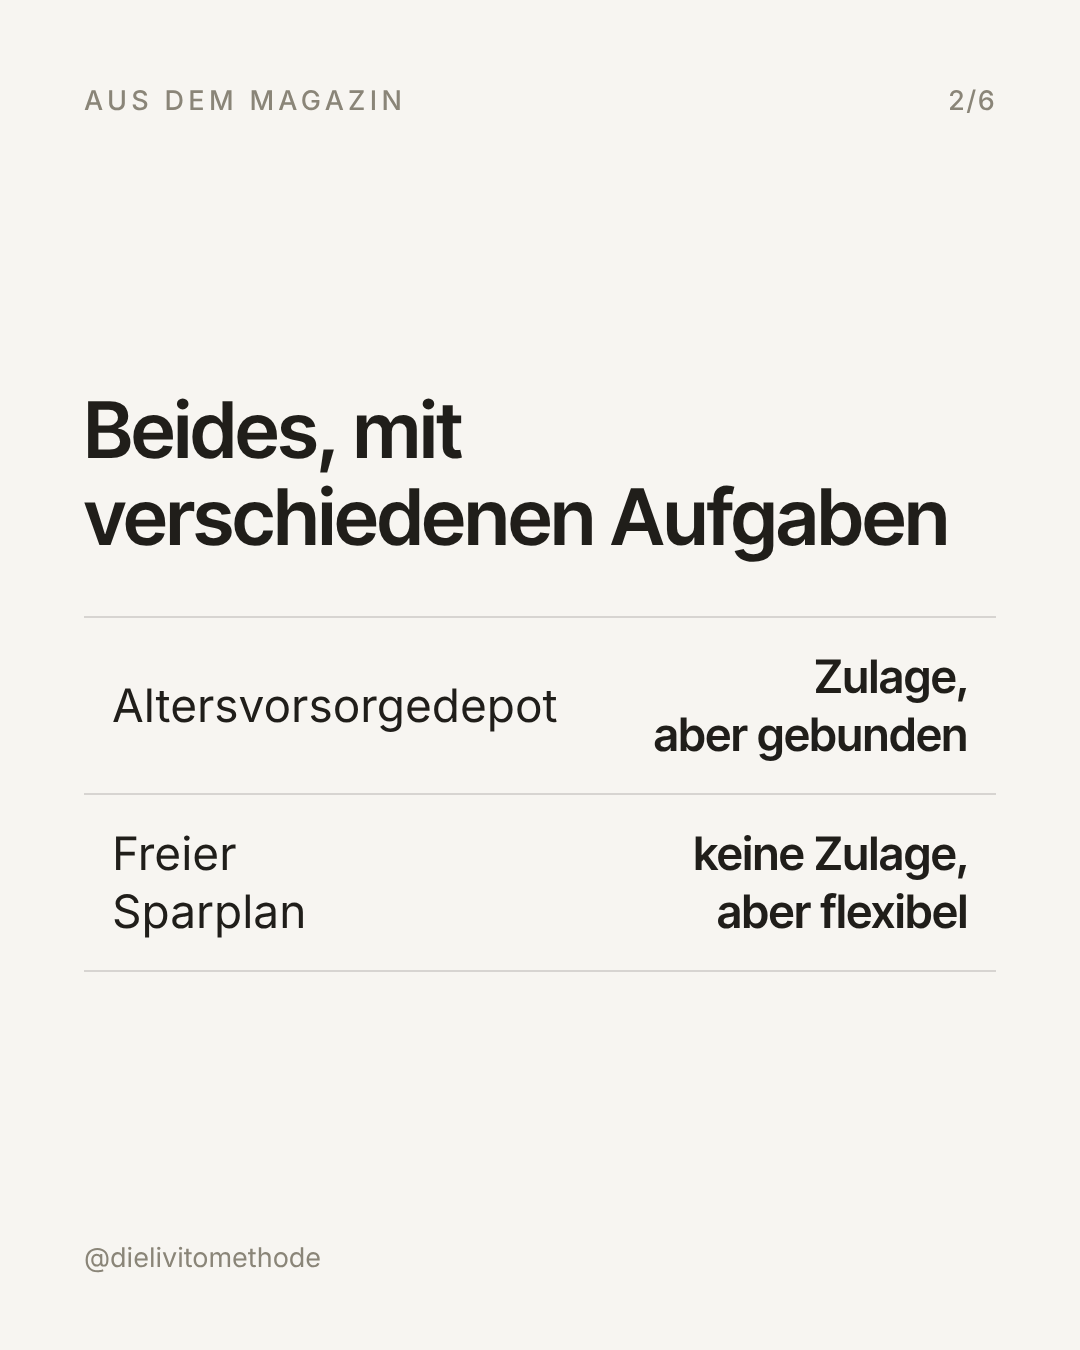 AUS DEM MAGAZIN
2/6
Beides, mit
verschiedenen Aufgaben
Altersvorsorgedepot
Zulage,
aber gebunden
Freier
Sparplan
keine Zulage,
aber flexibel
@dielivitomethode